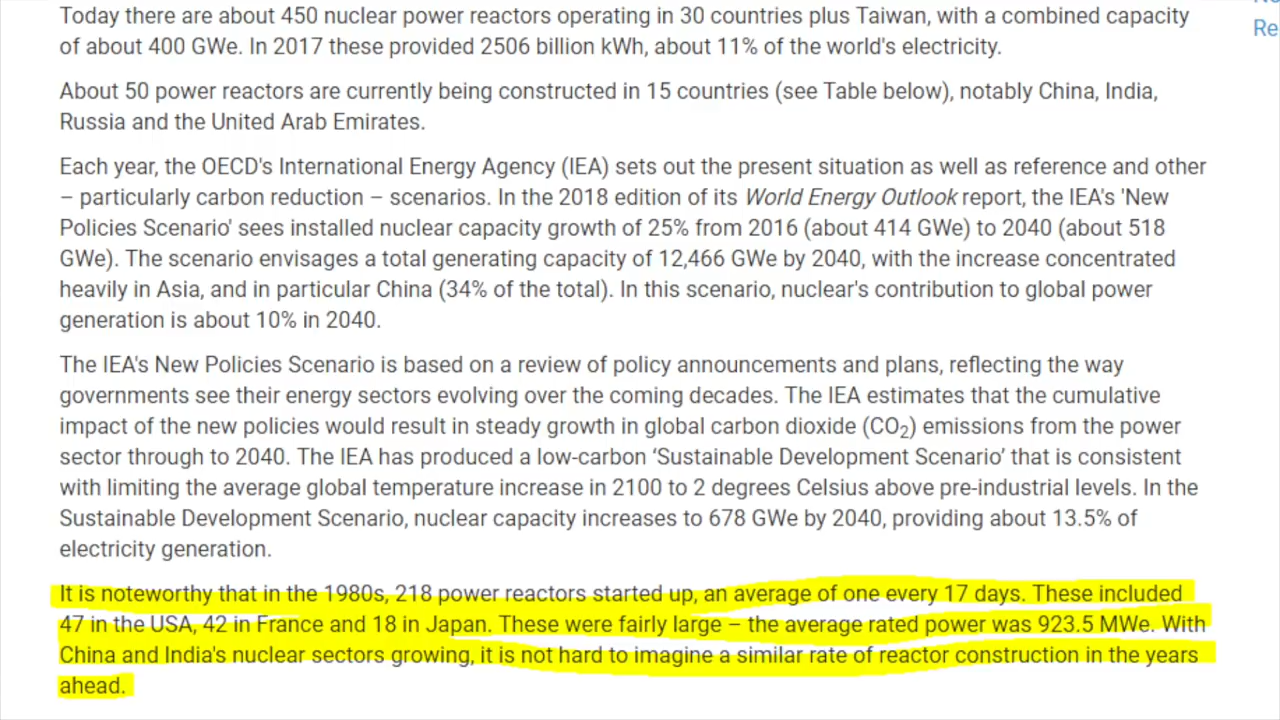 Today there are about 450 nuclear power reactors operating in 30 countries plus Taiwan, with a combined capacity
of about 400 GWe. In 2017 these provided 2506 billion kWh, about 11% of the world's electricity.
About 50 power reactors are currently being constructed in 15 countries (see Table below), notably China, India,
Russia and the United Arab Emirates.
Each year, the OECD's International Energy Agency (IEA) sets out the present situation as well as reference and other
– particularly carbon reduction – scenarios. In the 2018 edition of its World Energy Outlook report, the IEA's 'New
Policies Scenario' sees installed nuclear capacity growth of 25% from 2016 (about 414 GWe) to 2040 (about 518
GWe). The scenario envisages a total generating capacity of 12,466 GWe by 2040, with the increase concentrated
heavily in Asia, and in particular China (34% of the total). In this scenario, nuclear's contribution to global power
generation is about 10% in 2040.
The IEA's New Policies Scenario is based on a review of policy announcements and plans, reflecting the way
governments see their energy sectors evolving over the coming decades. The IEA estimates that the cumulative
impact of the new policies would result in steady growth in global carbon dioxide (CO₂) emissions from the power
sector through to 2040. The IEA has produced a low-carbon ‘Sustainable Development Scenario’ that is consistent
with limiting the average global temperature increase in 2100 to 2 degrees Celsius above pre-industrial levels. In the
Sustainable Development Scenario, nuclear capacity increases to 678 GWe by 2040, providing about 13.5% of
electricity generation.
It is noteworthy that in the 1980s, 218 power reactors started up, an average of one every 17 days. These included
47 in the USA, 42 in France and 18 in Japan. These were fairly large – the average rated power was 923.5 MWe. With
China and India's nuclear sectors growing, it is not hard to imagine a similar rate of reactor construction in the years
ahead.
Re